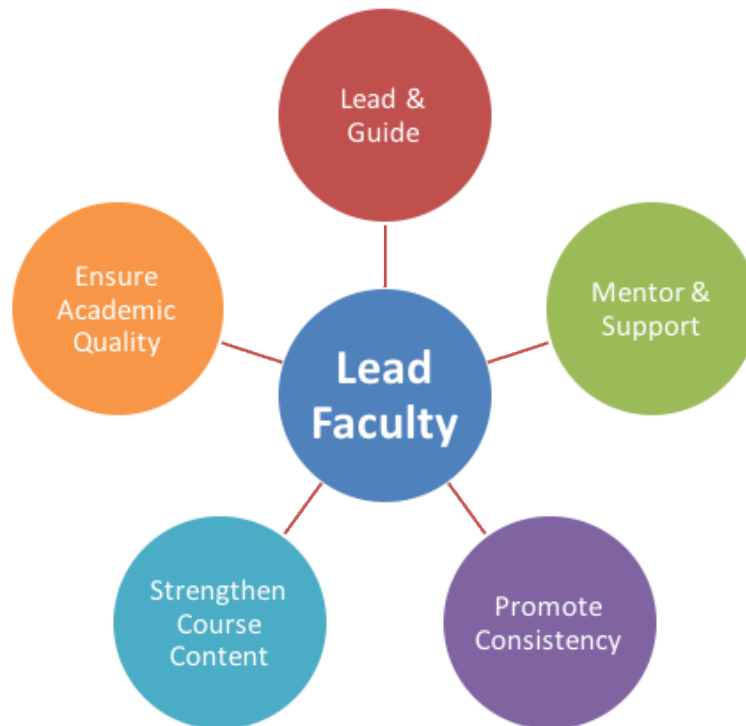 Lead &
Guide
Ensure
Academic
Quality
Mentor &
Support
Lead
Faculty
Strengthen
Course
Content
Promote
Consistency